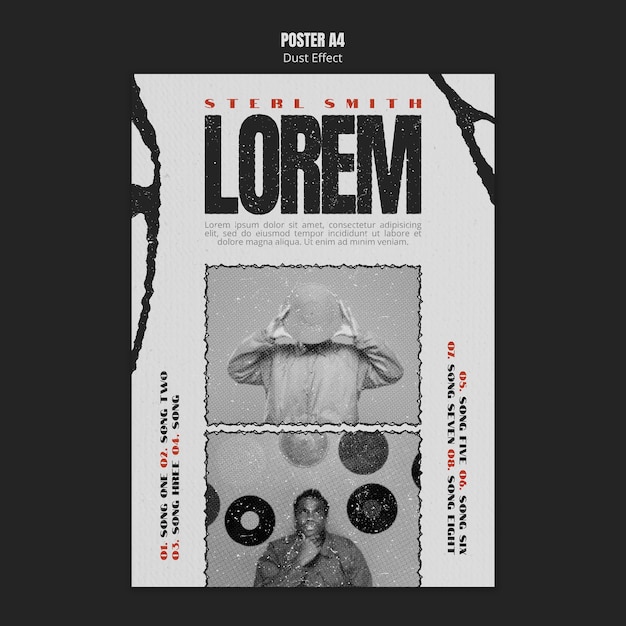 POSTER A4
Dust Effect
STERL SMITH
LOREM
Lorem ipsum dolor sit amet, consectetur adipisicing
elit, sed do eiusmod tempor incididunt ut labore et
dolore magna aliqua. Ut enim ad minim veniam.
01. SONG ONE 02. SONG TWO
03. SONG HREE 04. SONG
05. SONG FIVE 06. SONG SIX
07. SONG SEVEN 08. SONG EIGHT